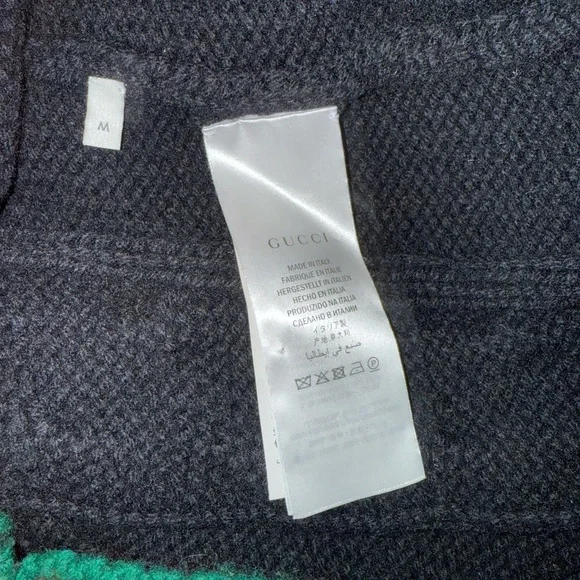 M
GUCCI
MADE IN ITALY
FABRIQUE EN ITALIE
HERGESTELLT IN ITALIEN
HECHO EN ITALIA
PRODUZIDO NA ITALIA
СДЕЛАНО В ИТАЛИИ
イタリア製
产地意大利
صنع في إيطاليا
P